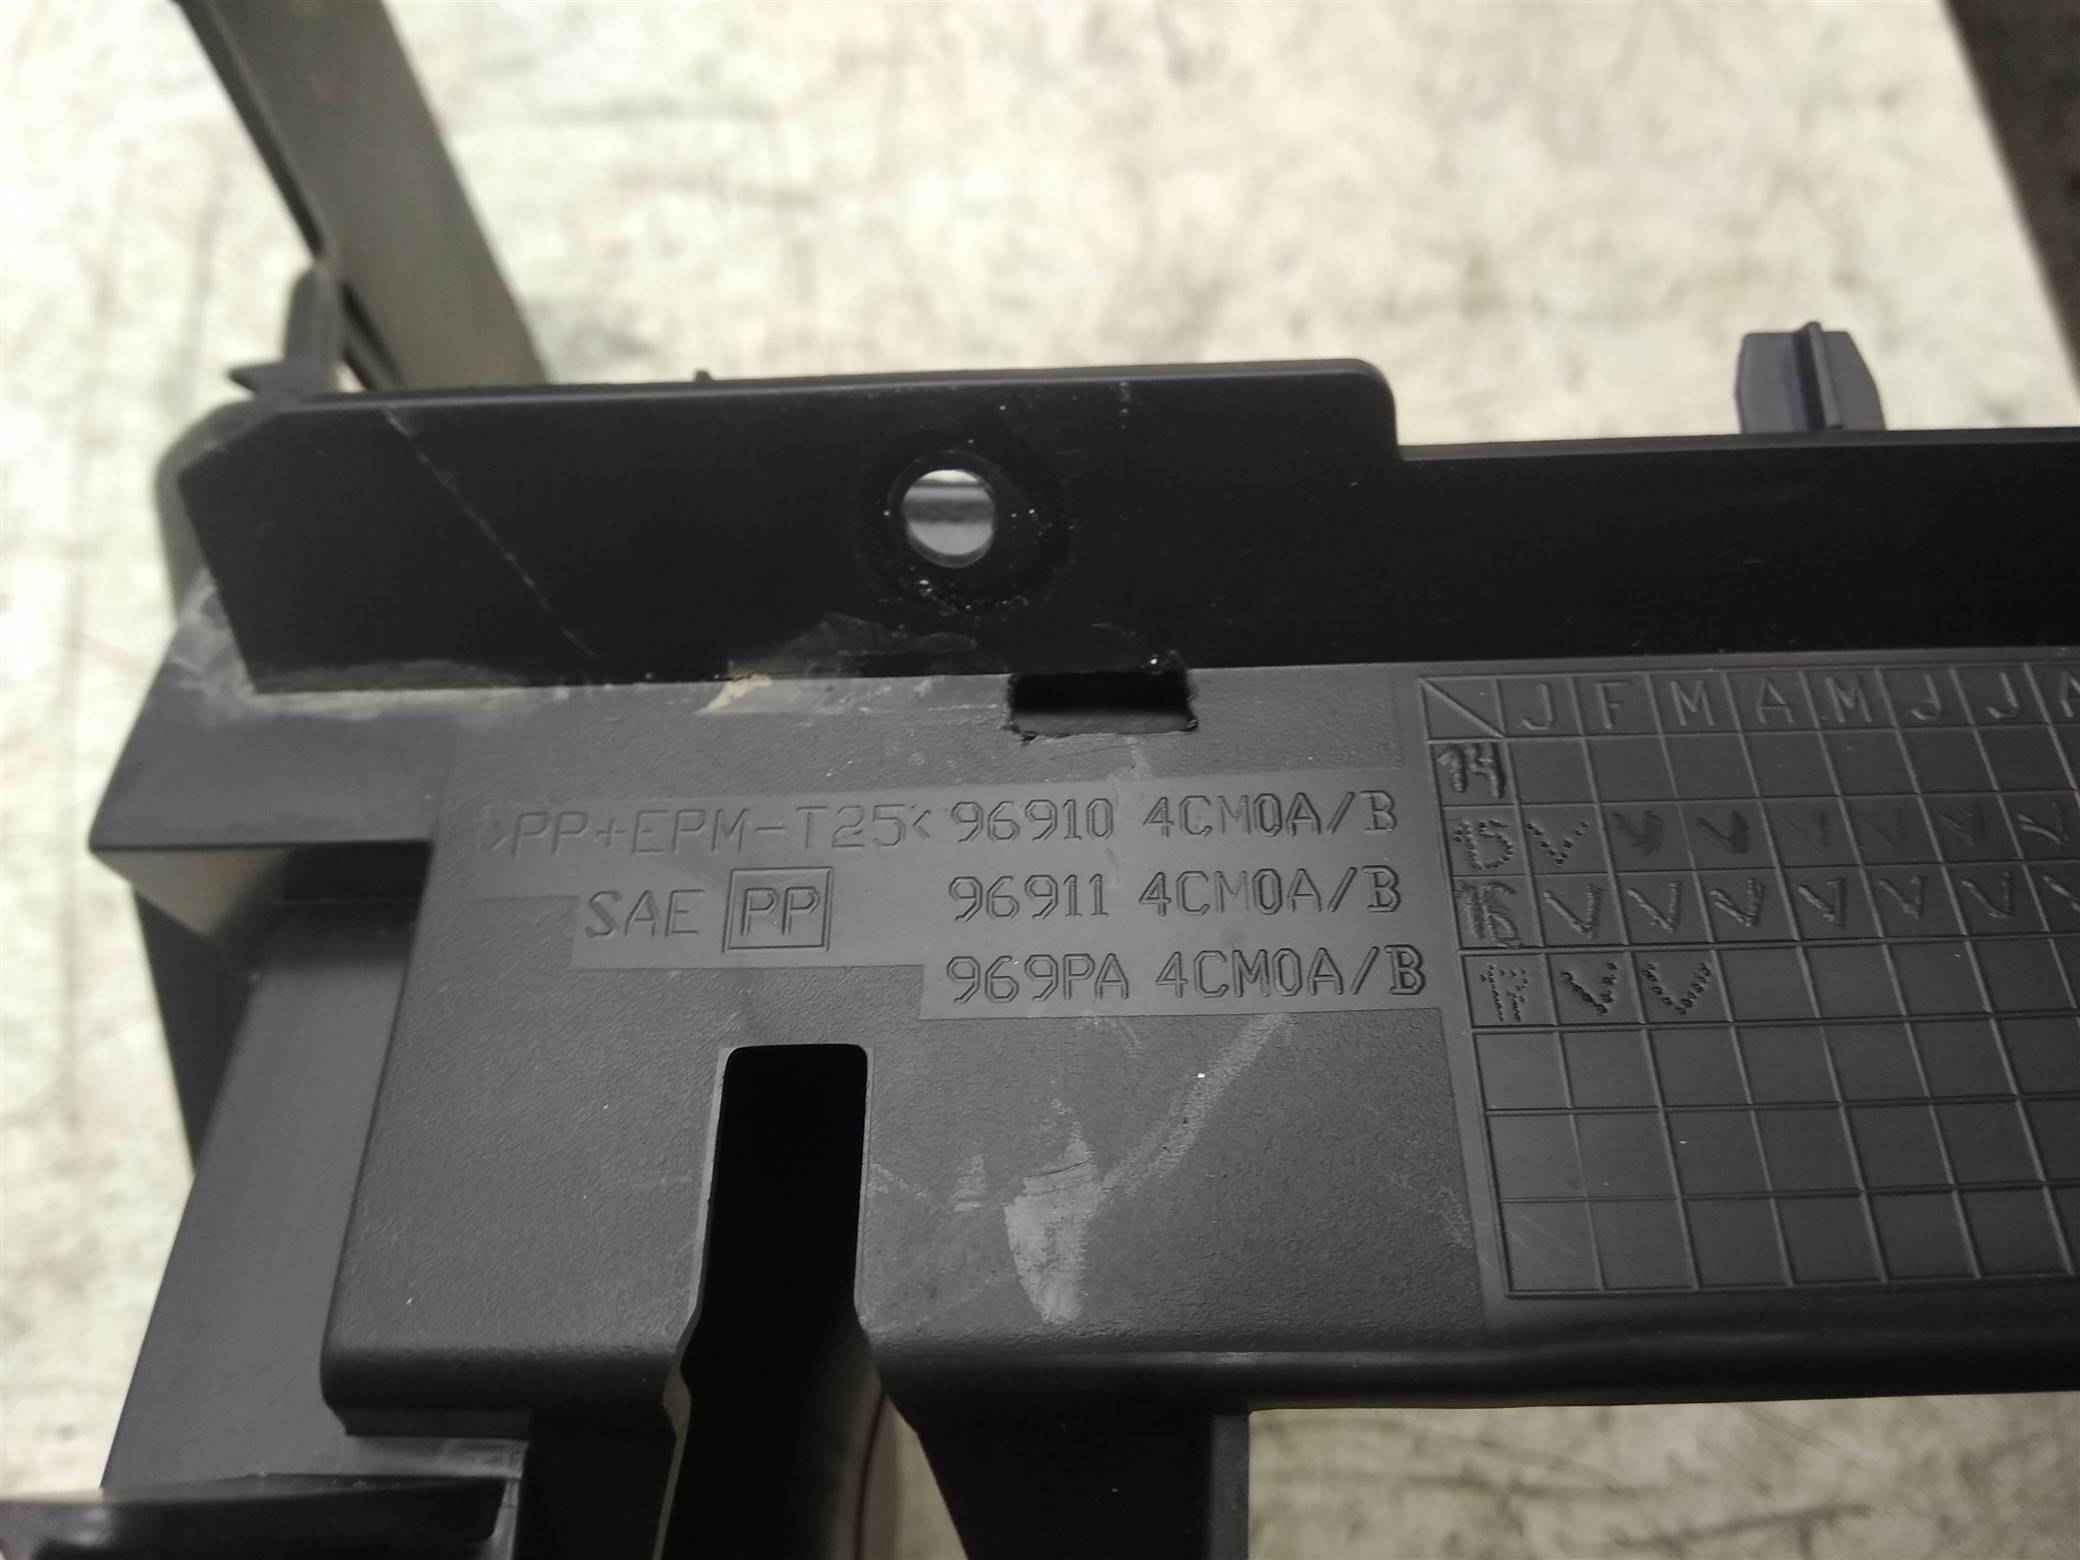 >PP+EPM-T25< 96910 4CM0A/B
SAE PP 96911 4CM0A/B
969PA 4CM0A/B
J F M A M J J A
14
15
16
17